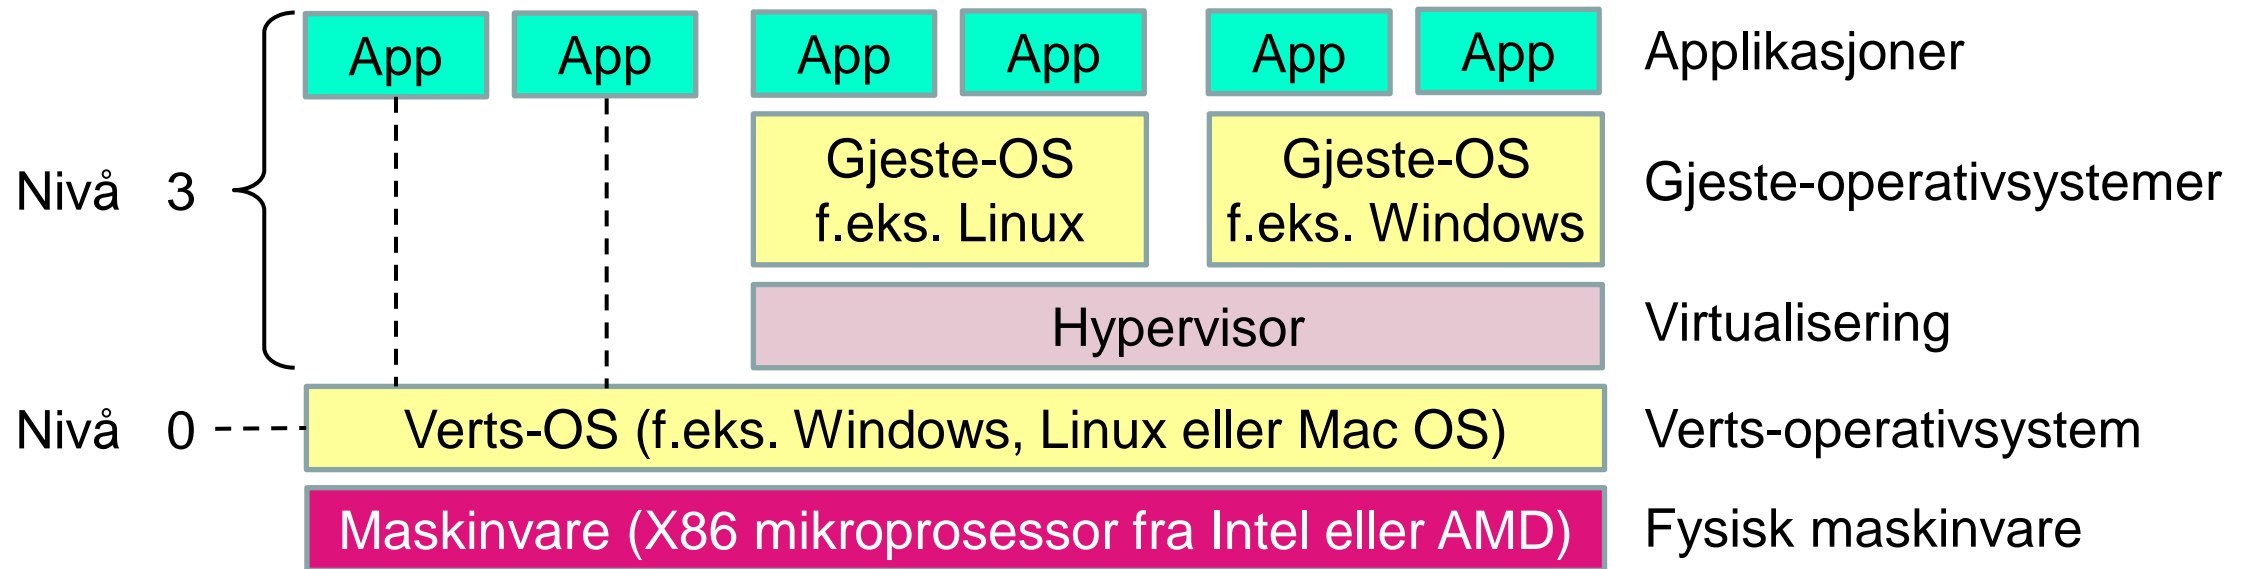 App App App App App App Applikasjoner
Gjeste-OS
f.eks. Linux
Gjeste-OS
f.eks. Windows
Gjeste-operativsystemer
Nivå 3
Hypervisor Virtualisering
Nivå 0 Verts-OS (f.eks. Windows, Linux eller Mac OS) Verts-operativsystem
Maskinvare (X86 mikroprosessor fra Intel eller AMD) Fysisk maskinvare